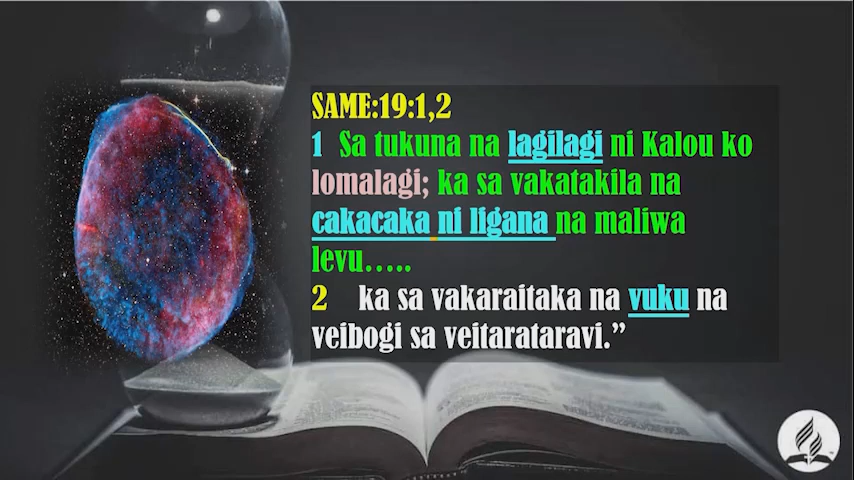 SAME:19:1,2
1 Sa tukuna na lagilagi ni Kalou ko
lomalagi; ka sa vakatakila na
cakacaka ni ligana na maliwa
levu…..
2 ka sa vakaraitaka na vuku na
veibogi sa veitarataravi.”